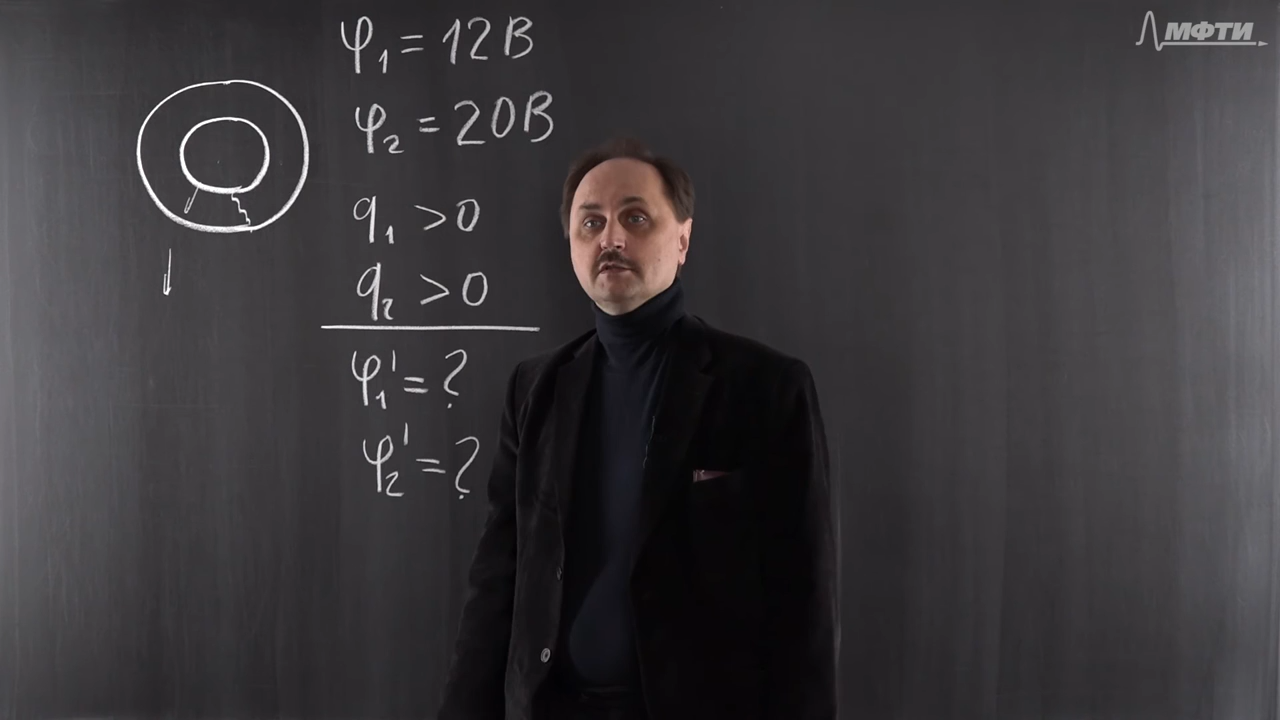 МФТИ
φ₁ = 12 В
φ₂ = 20 В
q₁ > 0
q₂ > 0
φ₁' = ?
φ₂' = ?